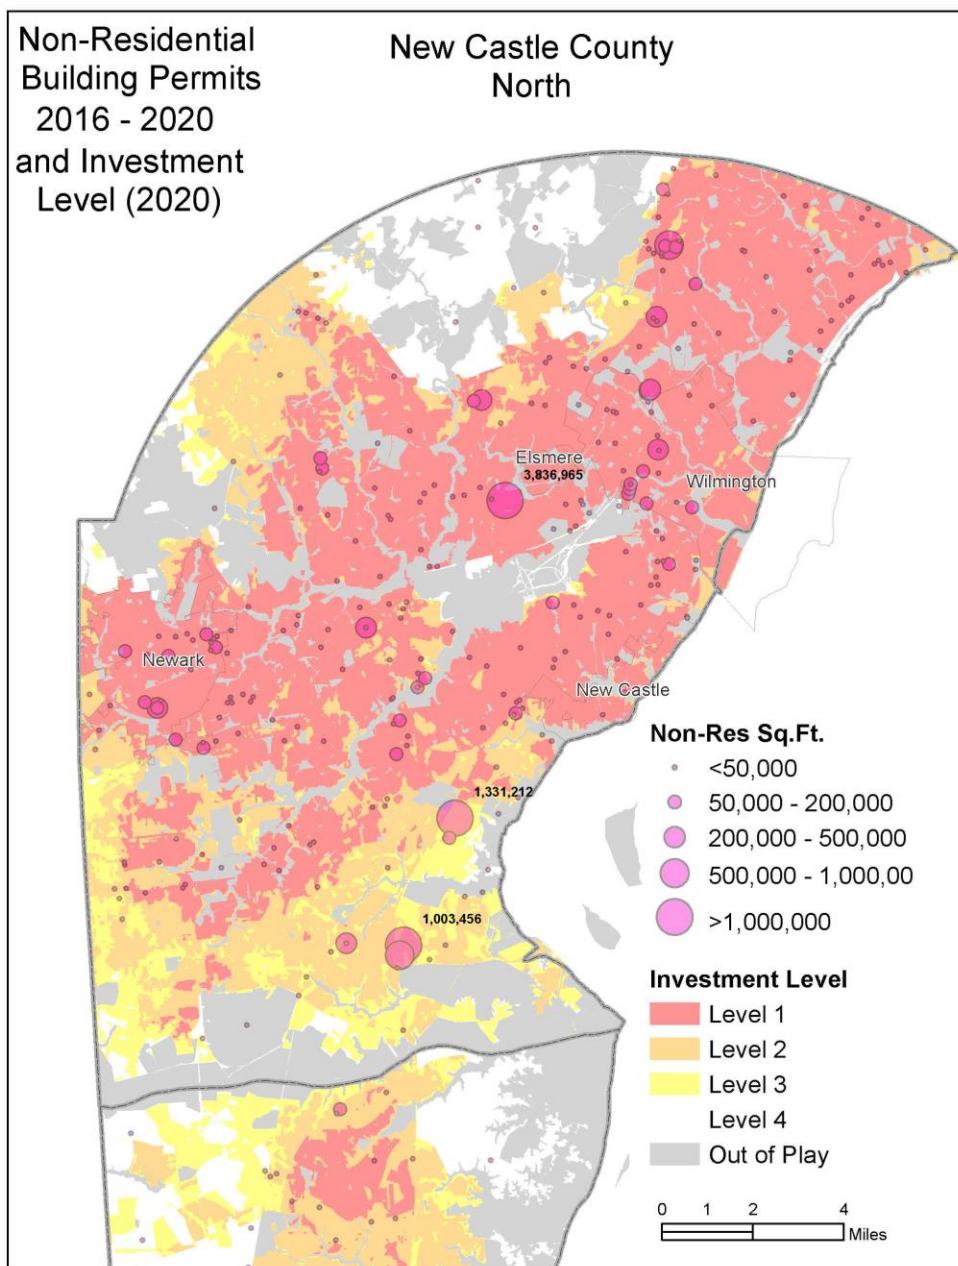 Non-Residential
Building Permits
2016 - 2020
and Investment
Level (2020)
New Castle County
North
Elsmere
3,836,965
Wilmington
Newark
New Castle
1,331,212
1,003,456
Non-Res Sq.Ft.
<50,000
50,000 - 200,000
200,000 - 500,000
500,000 - 1,000,00
>1,000,000
Investment Level
Level 1
Level 2
Level 3
Level 4
Out of Play
0 1 2 4
Miles